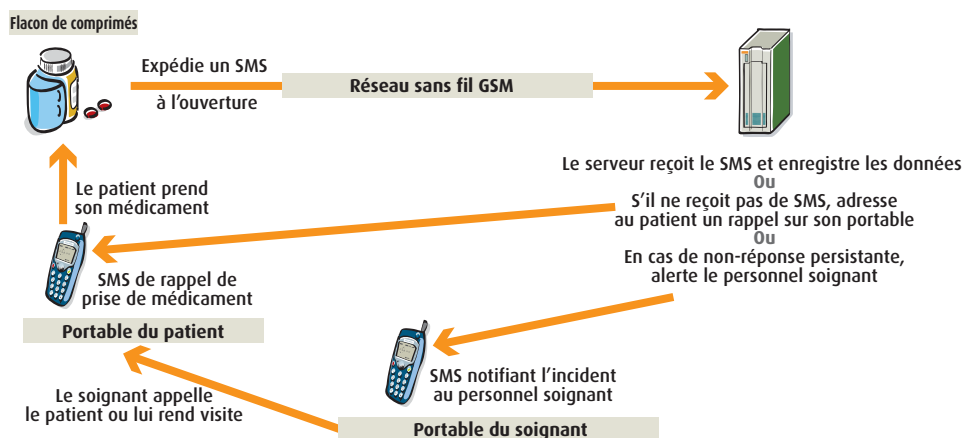 Flacon de comprimés
Expédie un SMS
à l'ouverture
Réseau sans fil GSM
Le serveur reçoit le SMS et enregistre les données
Ou
S'il ne reçoit pas de SMS, adresse
au patient un rappel sur son portable
Ou
En cas de non-réponse persistante,
alerte le personnel soignant
Le patient prend
son médicament
SMS de rappel de
prise de médicament
Portable du patient
SMS notifiant l'incident
au personnel soignant
Le soignant appelle
le patient ou lui rend visite
Portable du soignant